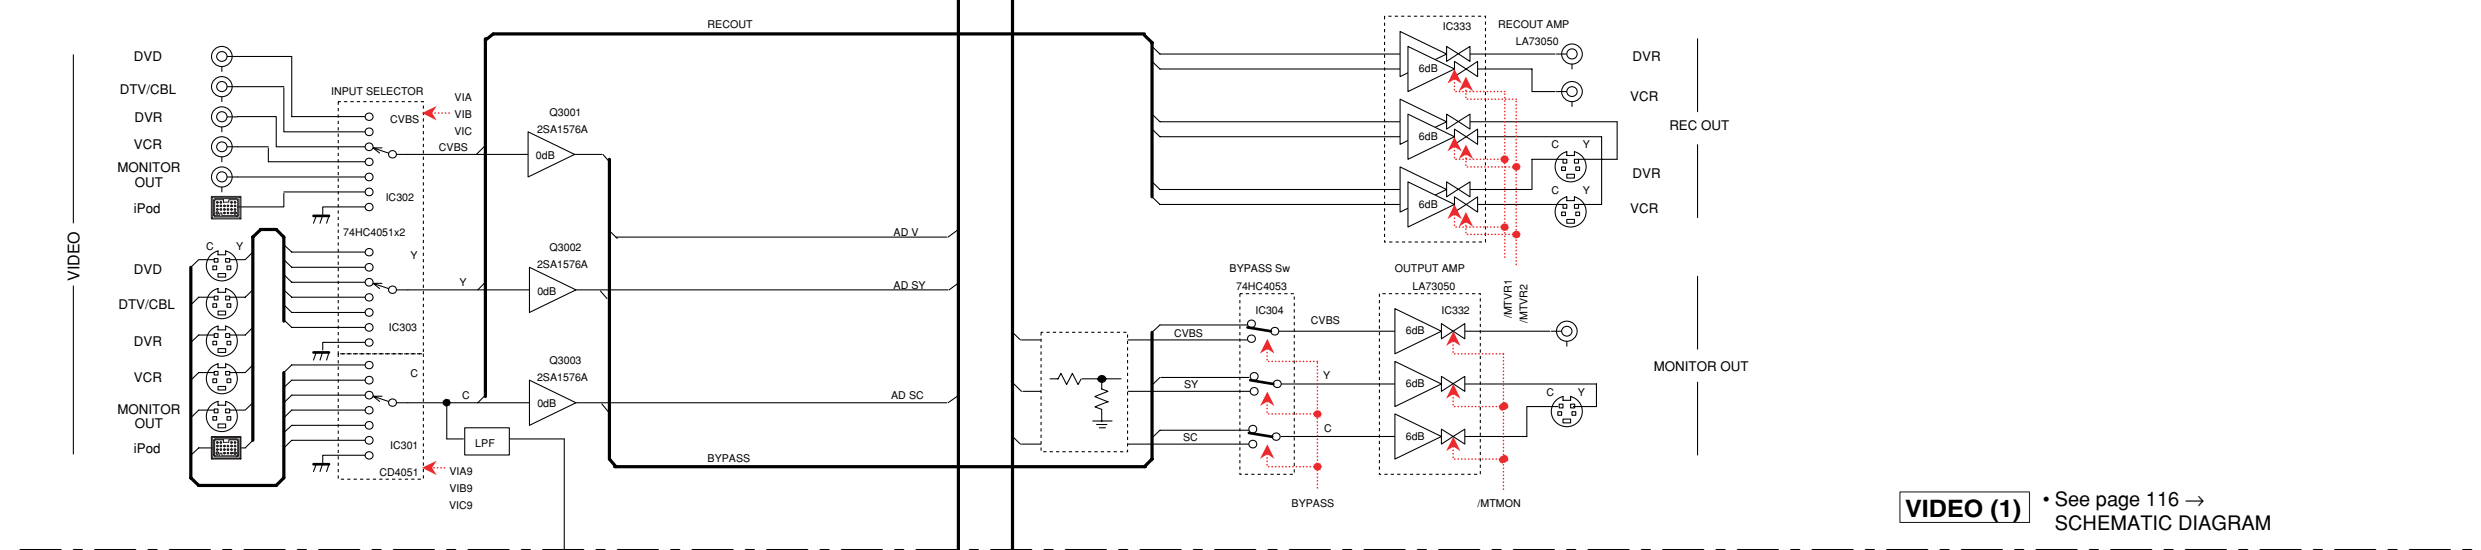 RECOUT
VIDEO
DVD
DTV/CBL
DVR
VCR
MONITOR
OUT
iPod
C Y
DVD
DTV/CBL
DVR
VCR
MONITOR
OUT
iPod
INPUT SELECTOR
CVBS
IC302
74HC4051x2
Y
IC303
C
IC301
CD4051
VIA
VIB
VIC
CVBS
Y
C
VIA9
VIB9
VIC9
LPF
Q3001
2SA1576A
0dB
Q3002
2SA1576A
0dB
Q3003
2SA1576A
0dB
AD V
AD SY
AD SC
BYPASS
CVBS
SY
SC
BYPASS Sw
74HC4053
IC304
CVBS
Y
C
BYPASS
IC333
6dB
6dB
6dB
RECOUT AMP
LA73050
C Y
C Y
DVR
VCR
REC OUT
DVR
VCR
/MTVR1
/MTVR2
OUTPUT AMP
LA73050
IC332
6dB
6dB
6dB
/MTMON
C Y
MONITOR OUT
VIDEO (1)
• See page 116 →
SCHEMATIC DIAGRAM